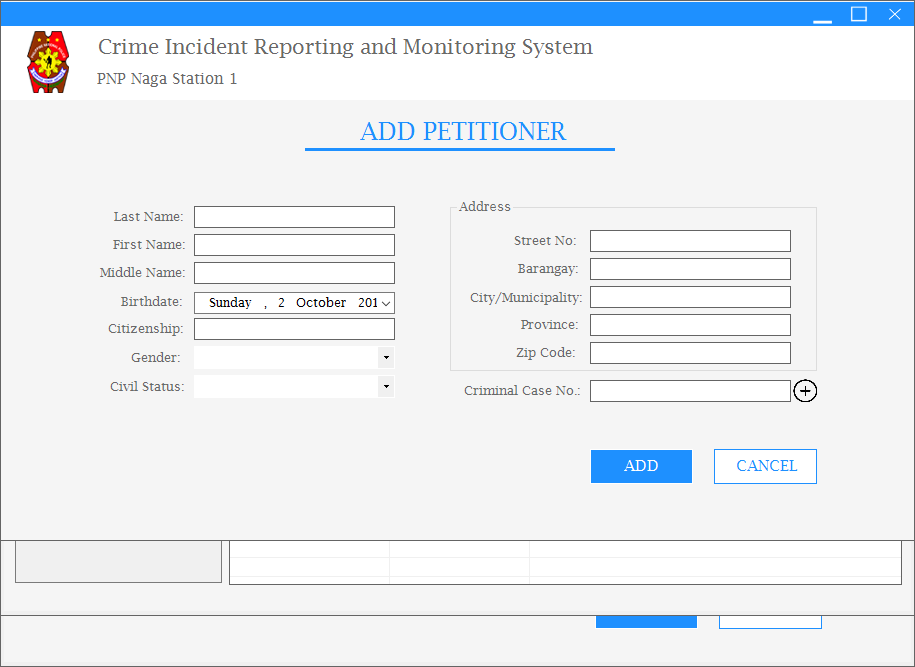 Crime Incident Reporting and Monitoring System
PNP Naga Station 1
ADD PETITIONER
Last Name:
First Name:
Middle Name:
Birthdate: Sunday , 2 October 201
Citizenship:
Gender:
Civil Status:
Address
Street No:
Barangay:
City/Municipality:
Province:
Zip Code:
Criminal Case No.:
ADD
CANCEL